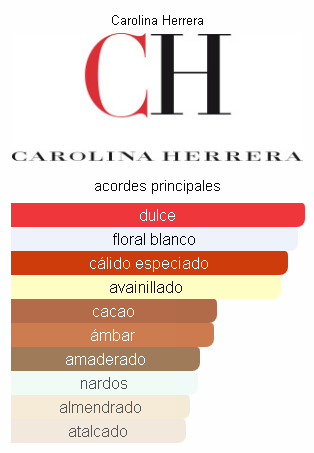 Carolina Herrera
CH
CAROLINA HERRERA
acordes principales
dulce
floral blanco
cálido especiado
avainillado
cacao
ámbar
amaderado
nardos
almendrado
atalcado